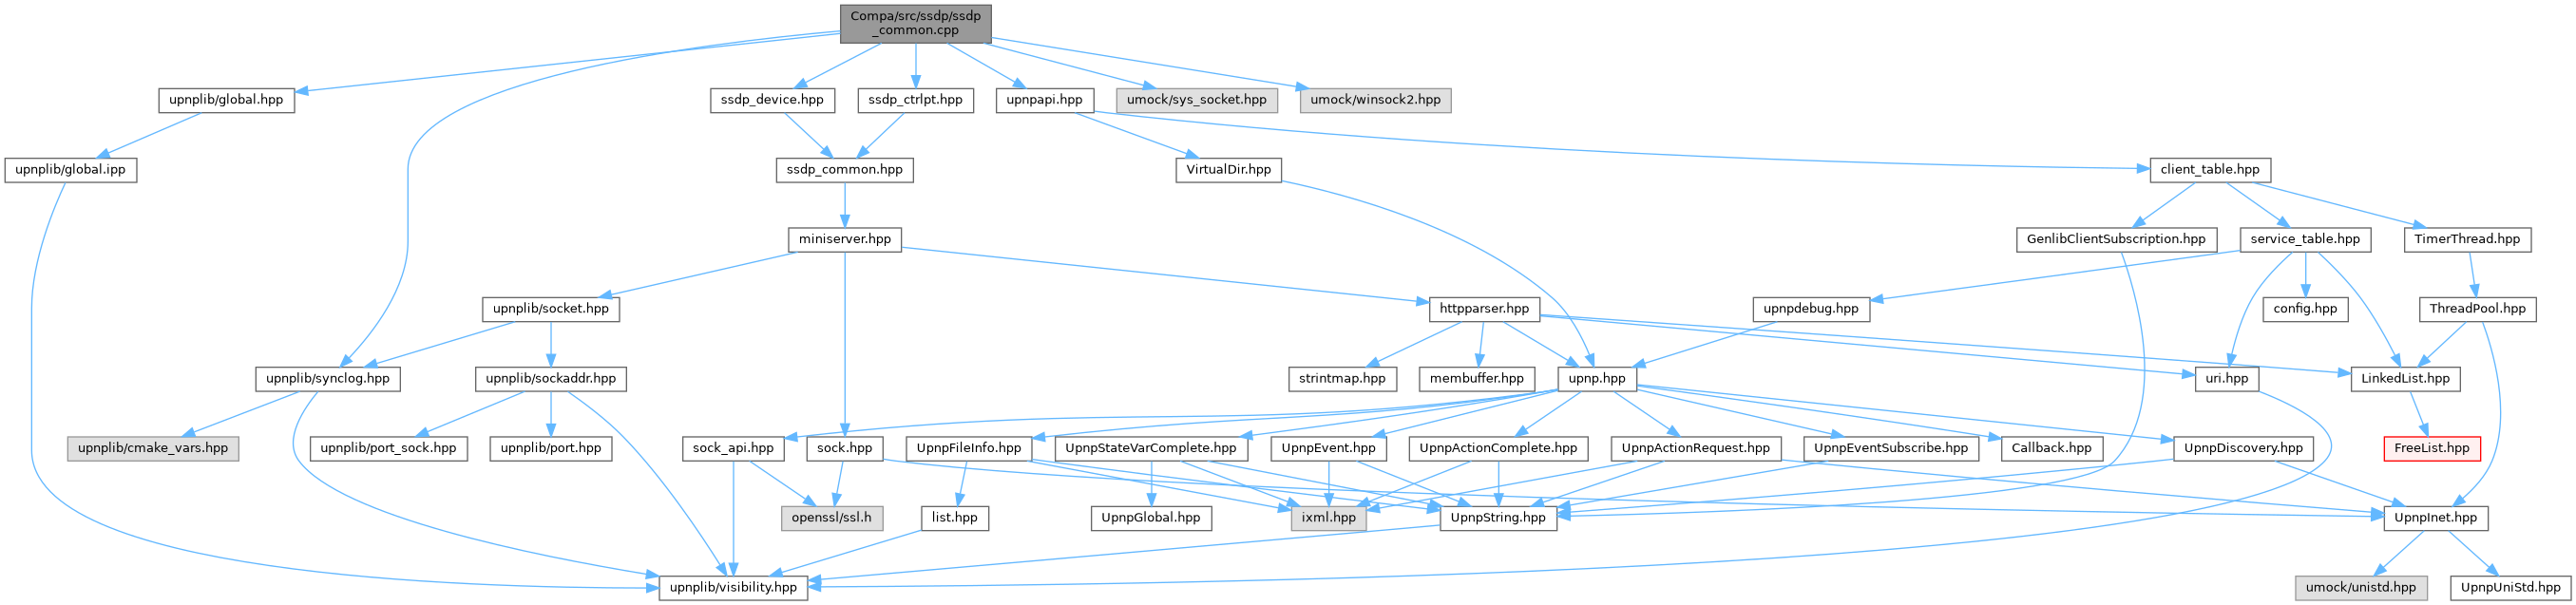 Compa/src/ssdp/ssdp
_common.cpp
upnplib/global.hpp
ssdp_device.hpp
ssdp_ctrlpt.hpp
upnpapi.hpp
umock/sys_socket.hpp
umock/winsock2.hpp
upnplib/global.ipp
ssdp_common.hpp
VirtualDir.hpp
client_table.hpp
miniserver.hpp
GenlibClientSubscription.hpp
service_table.hpp
TimerThread.hpp
upnplib/socket.hpp
httpparser.hpp
upnpdebug.hpp
config.hpp
ThreadPool.hpp
upnplib/synclog.hpp
upnplib/sockaddr.hpp
strintmap.hpp
membuffer.hpp
upnp.hpp
uri.hpp
LinkedList.hpp
upnplib/cmake_vars.hpp
upnplib/port_sock.hpp
upnplib/port.hpp
sock_api.hpp
sock.hpp
UpnpFileInfo.hpp
UpnpStateVarComplete.hpp
UpnpEvent.hpp
UpnpActionComplete.hpp
UpnpActionRequest.hpp
UpnpEventSubscribe.hpp
Callback.hpp
UpnpDiscovery.hpp
FreeList.hpp
openssl/ssl.h
list.hpp
UpnpGlobal.hpp
ixml.hpp
UpnpString.hpp
UpnpInet.hpp
upnplib/visibility.hpp
umock/unistd.hpp
UpnpUniStd.hpp